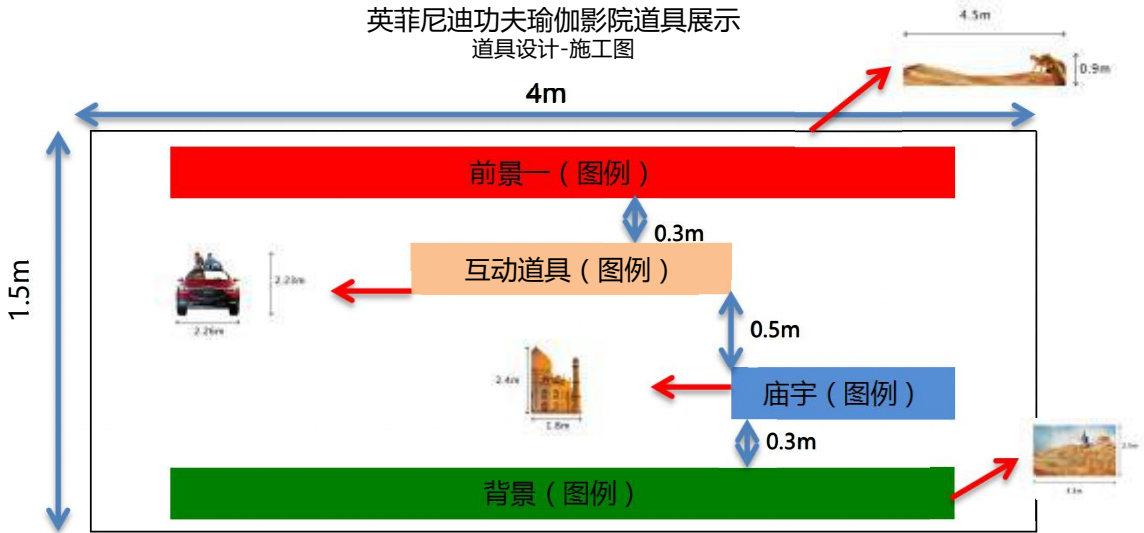 英菲尼迪功夫瑜伽影院道具展示
道具设计-施工图
4.5m
0.9m
4m
1.5m
前景一（图例）
0.3m
互动道具（图例）
2.23m
2.26m
0.5m
2.4m
1.8m
庙宇（图例）
0.3m
背景（图例）